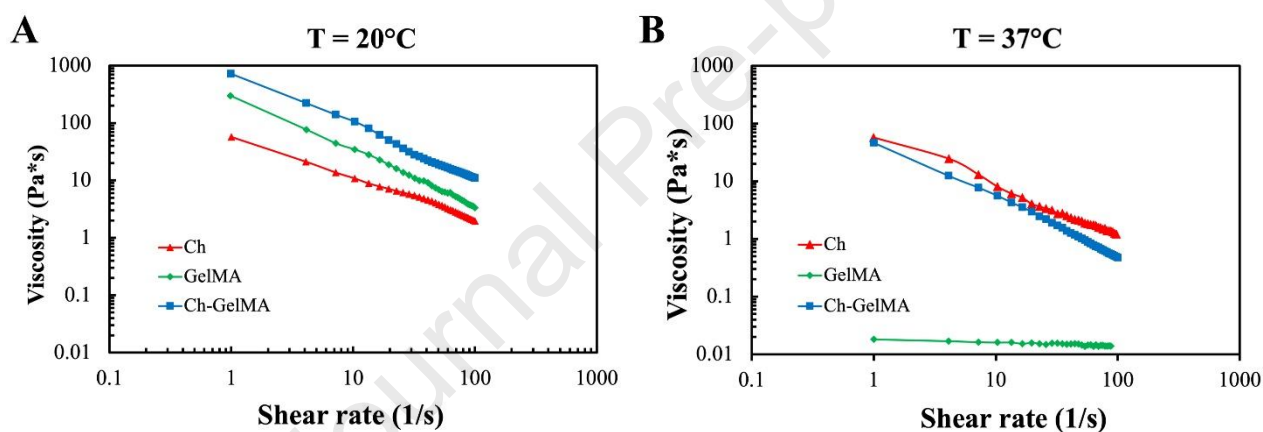 A
T = 20°C
Viscosity (Pa*s)
1000
100
10
1
0.1
0.01
Ch
GelMA
Ch-GelMA
0.1 1 10 100 1000
Shear rate (1/s)
B
T = 37°C
Viscosity (Pa*s)
1000
100
10
1
0.1
0.01
Ch
GelMA
Ch-GelMA
0.1 1 10 100 1000
Shear rate (1/s)
Journal Pre-p